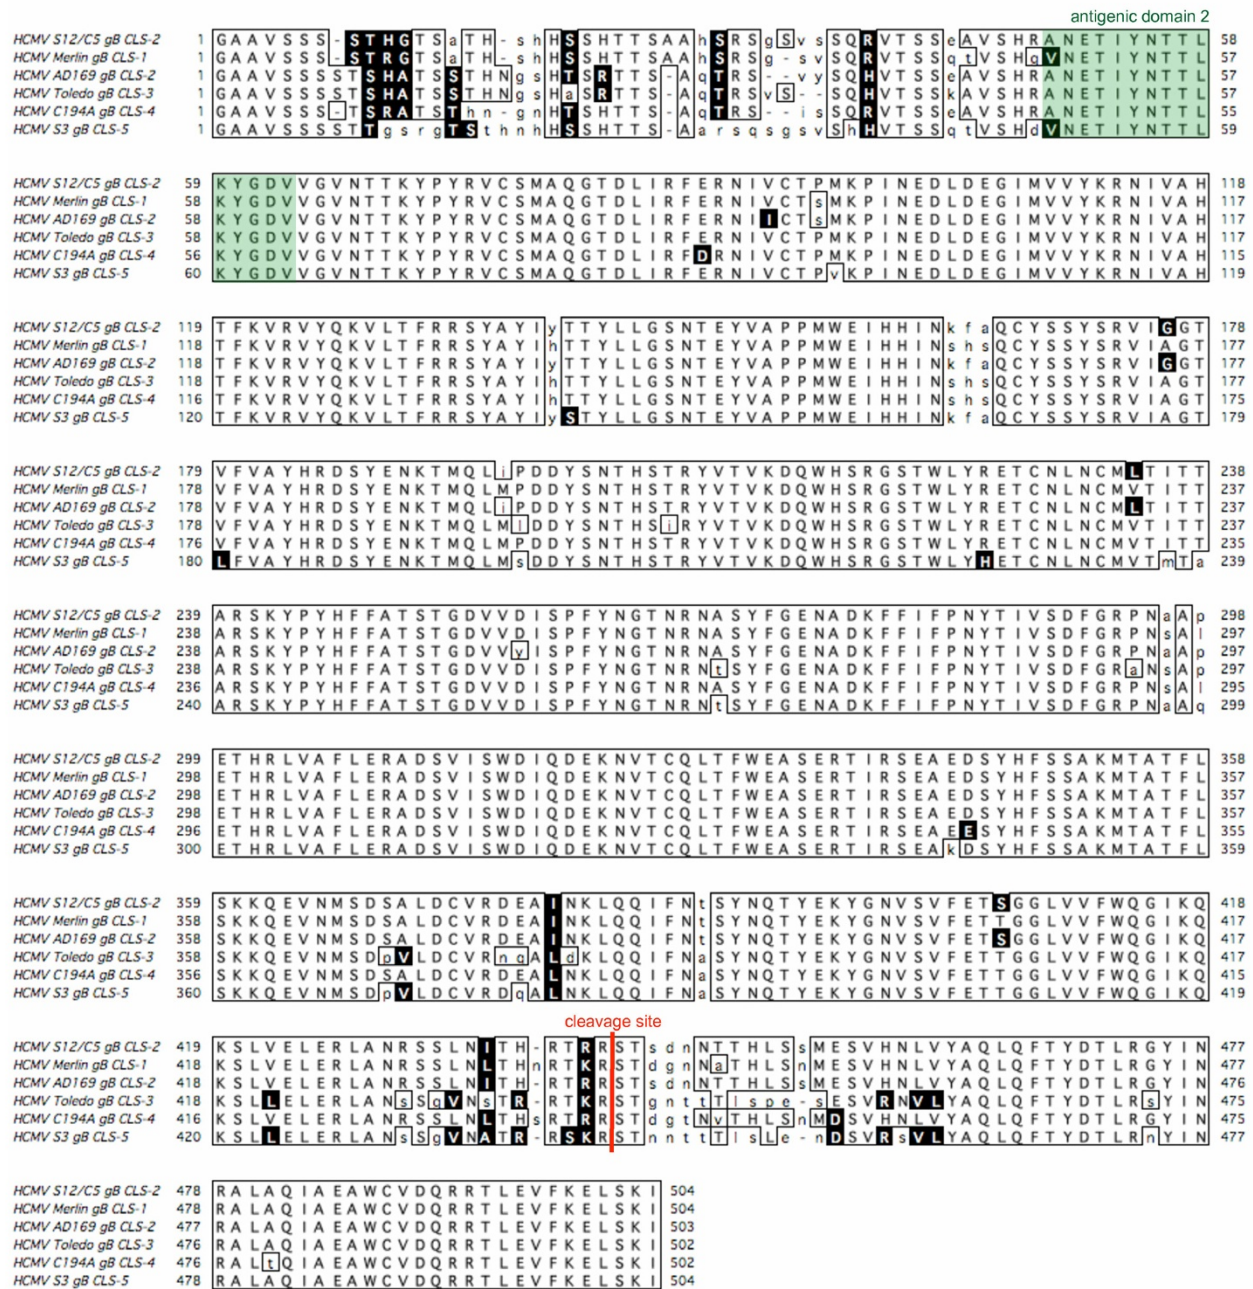 antigenic domain 2
HCMV S12/C5 gB CLS-2 1 GAAVSSS-STHGTSaTH-shHSSHTTSAAhSRSgSvsSQRVTSSeAVSHRANETIYNTTL 58
HCMV Merlin gB CLS-1 1 GAAVSSS-STRGTSaTH-shHSSHTTSAAhSRSg-svSQRVTSSqtVSHqVNETIYNTTL 57
HCMV AD169 gB CLS-2 1 GAAVSSSSTSHATSSTHNgsHTSRTTS-AqTRS--vySQHVTSSeAVSHRANETIYNTTL 57
HCMV Toledo gB CLS-3 1 GAAVSSSSTSHATSSTHNgsHaSRTTS-AqTRSvS--SQHVTSSkAVSHRANETIYNTTL 57
HCMV C194A gB CLS-4 1 GAAVSSS-TSRATSThn-gnHTSHTTS-AqTRS--isSQRVTSSeAVSHRANETIYNTTL 55
HCMV S3 gB CLS-5 1 GAAVSSSSTTgsrgTSthnhHSSHTTS-AarsqsgsvShHVTSSqtVSHdVNETIYNTTL 59
HCMV S12/C5 gB CLS-2 59 KYGDVVGVNTTKYPYRVCSMAQGTDLIRFERNIVCTPMKPINEDLDEGIMVVYKRNIVAH 118
HCMV Merlin gB CLS-1 58 KYGDVVGVNTTKYPYRVCSMAQGTDLIRFERNIVCTsMKPINEDLDEGIMVVYKRNIVAH 117
HCMV AD169 gB CLS-2 58 KYGDVVGVNTTKYPYRVCSMAQGTDLIRFERNIICTsMKPINEDLDEGIMVVYKRNIVAH 117
HCMV Toledo gB CLS-3 58 KYGDVVGVNTTKYPYRVCSMAQGTDLIRFERNIVCTPMKPINEDLDEGIMVVYKRNIVAH 117
HCMV C194A gB CLS-4 56 KYGDVVGVNTTKYPYRVCSMAQGTDLIRFDRNIVCTPMKPINEDLDEGIMVVYKRNIVAH 115
HCMV S3 gB CLS-5 60 KYGDVVGVNTTKYPYRVCSMAQGTDLIRFERNIVCTPvKPINEDLDEGIMVVYKRNIVAH 119
HCMV S12/C5 gB CLS-2 119 TFKVRVYQKVLTFRRSYAYIyTTYLLGSNTEYVAPPMWEIHHINkfaQCYSSYSRVIGGT 178
HCMV Merlin gB CLS-1 118 TFKVRVYQKVLTFRRSYAYIhTTYLLGSNTEYVAPPMWEIHHINshsQCYSSYSRVIAGT 177
HCMV AD169 gB CLS-2 118 TFKVRVYQKVLTFRRSYAYIyTTYLLGSNTEYVAPPMWEIHHINkfaQCYSSYSRVIGGT 177
HCMV Toledo gB CLS-3 118 TFKVRVYQKVLTFRRSYAYIhTTYLLGSNTEYVAPPMWEIHHINshsQCYSSYSRVIAGT 177
HCMV C194A gB CLS-4 116 TFKVRVYQKVLTFRRSYAYIhTTYLLGSNTEYVAPPMWEIHHINshsQCYSSYSRVIAGT 175
HCMV S3 gB CLS-5 120 TFKVRVYQKVLTFRRSYAYIySTYLLGSNTEYVAPPMWEIHHINkfaQCYSSYSRVIAGT 179
HCMV S12/C5 gB CLS-2 179 VFVAYHRDSYENKTMQLiPDDYSNTHSTRYVTVKDQWHSRGSTWLYRETCNLNCMLTITT 238
HCMV Merlin gB CLS-1 178 VFVAYHRDSYENKTMQLMPDDYSNTHSTRYVTVKDQWHSRGSTWLYRETCNLNCMVTITT 237
HCMV AD169 gB CLS-2 178 VFVAYHRDSYENKTMQLiPDDYSNTHSTRYVTVKDQWHSRGSTWLYRETCNLNCMLTITT 237
HCMV Toledo gB CLS-3 178 VFVAYHRDSYENKTMQLMlDDYSNTHSiRYVTVKDQWHSRGSTWLYRETCNLNCMVTITT 237
HCMV C194A gB CLS-4 176 VFVAYHRDSYENKTMQLMPDDYSNTHSTRYVTVKDQWHSRGSTWLYRETCNLNCMVTITT 235
HCMV S3 gB CLS-5 180 LFVAYHRDSYENKTMQLMsDDYSNTHSTRYVTVKDQWHSRGSTWLYHETCNLNCMVTmTa 239
HCMV S12/C5 gB CLS-2 239 ARSKYPYHFFATSTGDVVDISPFYNGTNRNASYFGENADKFFIFPNYTIVSDFGRPNaAp 298
HCMV Merlin gB CLS-1 238 ARSKYPYHFFATSTGDVVDISPFYNGTNRNASYFGENADKFFIFPNYTIVSDFGRPNsAl 297
HCMV AD169 gB CLS-2 238 ARSKYPYHFFATSTGDVVyISPFYNGTNRNASYFGENADKFFIFPNYTIVSDFGRPNaAp 297
HCMV Toledo gB CLS-3 238 ARSKYPYHFFATSTGDVVDISPFYNGTNRNtSYFGENADKFFIFPNYTIVSDFGRaNsAp 297
HCMV C194A gB CLS-4 236 ARSKYPYHFFATSTGDVVDISPFYNGTNRNASYFGENADKFFIFPNYTIVSDFGRPNsAl 295
HCMV S3 gB CLS-5 240 ARSKYPYHFFATSTGDVVDISPFYNGTNRNtSYFGENADKFFIFPNYTIVSDFGRPNaAq 299
HCMV S12/C5 gB CLS-2 299 ETHRLVAFLERADSVISWDIQDEKNVTCQLTFWEASERTIRSEAEDSYHFSSAKMTATFL 358
HCMV Merlin gB CLS-1 298 ETHRLVAFLERADSVISWDIQDEKNVTCQLTFWEASERTIRSEAEDSYHFSSAKMTATFL 357
HCMV AD169 gB CLS-2 298 ETHRLVAFLERADSVISWDIQDEKNVTCQLTFWEASERTIRSEAEDSYHFSSAKMTATFL 357
HCMV Toledo gB CLS-3 298 ETHRLVAFLERADSVISWDIQDEKNVTCQLTFWEASERTIRSEAEDSYHFSSAKMTATFL 357
HCMV C194A gB CLS-4 296 ETHRLVAFLERADSVISWDIQDEKNVTCQLTFWEASERTIRSEAEESYHFSSAKMTATFL 355
HCMV S3 gB CLS-5 300 ETHRLVAFLERADSVISWDIQDEKNVTCQLTFWEASERTIRSEAkDSYHFSSAKMTATFL 359
HCMV S12/C5 gB CLS-2 359 SKKQEVNMSDSALDCVRDEAINKLQQIFNtSYNQTYEKYGNVSVFETSGGLVVFWQGIKQ 418
HCMV Merlin gB CLS-1 358 SKKQEVNMSDSALDCVRDEAINKLQQIFNtSYNQTYEKYGNVSVFETTGGLVVFWQGIKQ 417
HCMV AD169 gB CLS-2 358 SKKQEVNMSDSALDCVRDEAINKLQQIFNtSYNQTYEKYGNVSVFETSGGLVVFWQGIKQ 417
HCMV Toledo gB CLS-3 358 SKKQEVNMSDpVLDCVRnqALdKLQQIFNaSYNQTYEKYGNVSVFETTGGLVVFWQGIKQ 417
HCMV C194A gB CLS-4 356 SKKQEVNMSDSALDCVRDEALNKLQQIFNaSYNQTYEKYGNVSVFETTGGLVVFWQGIKQ 415
HCMV S3 gB CLS-5 360 SKKQEVNMSDpVLDCVRDqALNKLQQIFNaSYNQTYEKYGNVSVFETTGGLVVFWQGIKQ 419
cleavage site
HCMV S12/C5 gB CLS-2 419 KSLVELERLANRSSLNITH-RTRRSTsdnNTTHLSsMESVHNLVYAQLQFTYDTLRGYIN 477
HCMV Merlin gB CLS-1 418 KSLVELERLANRSSLNLTHnRTKRSTdgnNaTHLSnMESVHNLVYAQLQFTYDTLRGYIN 477
HCMV AD169 gB CLS-2 418 KSLVELERLANRSSLNITH-RTRRSTsdnNTTHLSsMESVHNLVYAQLQFTYDTLRGYIN 476
HCMV Toledo gB CLS-3 418 KSLLELERLANsSgVNsTR-RTKRSTgnttTlspe-sESVRNVLYAQLQFTYDTLRsYIN 475
HCMV C194A gB CLS-4 416 KSLVELERLANRSSLNLTHsRTRRSTdgtNvTHLSnMDSVHNLVYAQLQFTYDTLRGYIN 475
HCMV S3 gB CLS-5 420 KSLLELERLANsSgVNATR-RSKRSTnnttTlsLe-nDSVRsVLYAQLQFTYDTLRnYIN 477
HCMV S12/C5 gB CLS-2 478 RALAQIAEAWCVDQRRTLEVFKELSKI 504
HCMV Merlin gB CLS-1 478 RALAQIAEAWCVDQRRTLEVFKELSKI 504
HCMV AD169 gB CLS-2 477 RALAQIAEAWCVDQRRTLEVFKELSKI 503
HCMV Toledo gB CLS-3 476 RALAQIAEAWCVDQRRTLEVFKELSKI 502
HCMV C194A gB CLS-4 476 RALtQIAEAWCVDQRRTLEVFKELSKI 502
HCMV S3 gB CLS-5 478 RALAQIAEAWCVDQRRTLEVFKELSKI 504